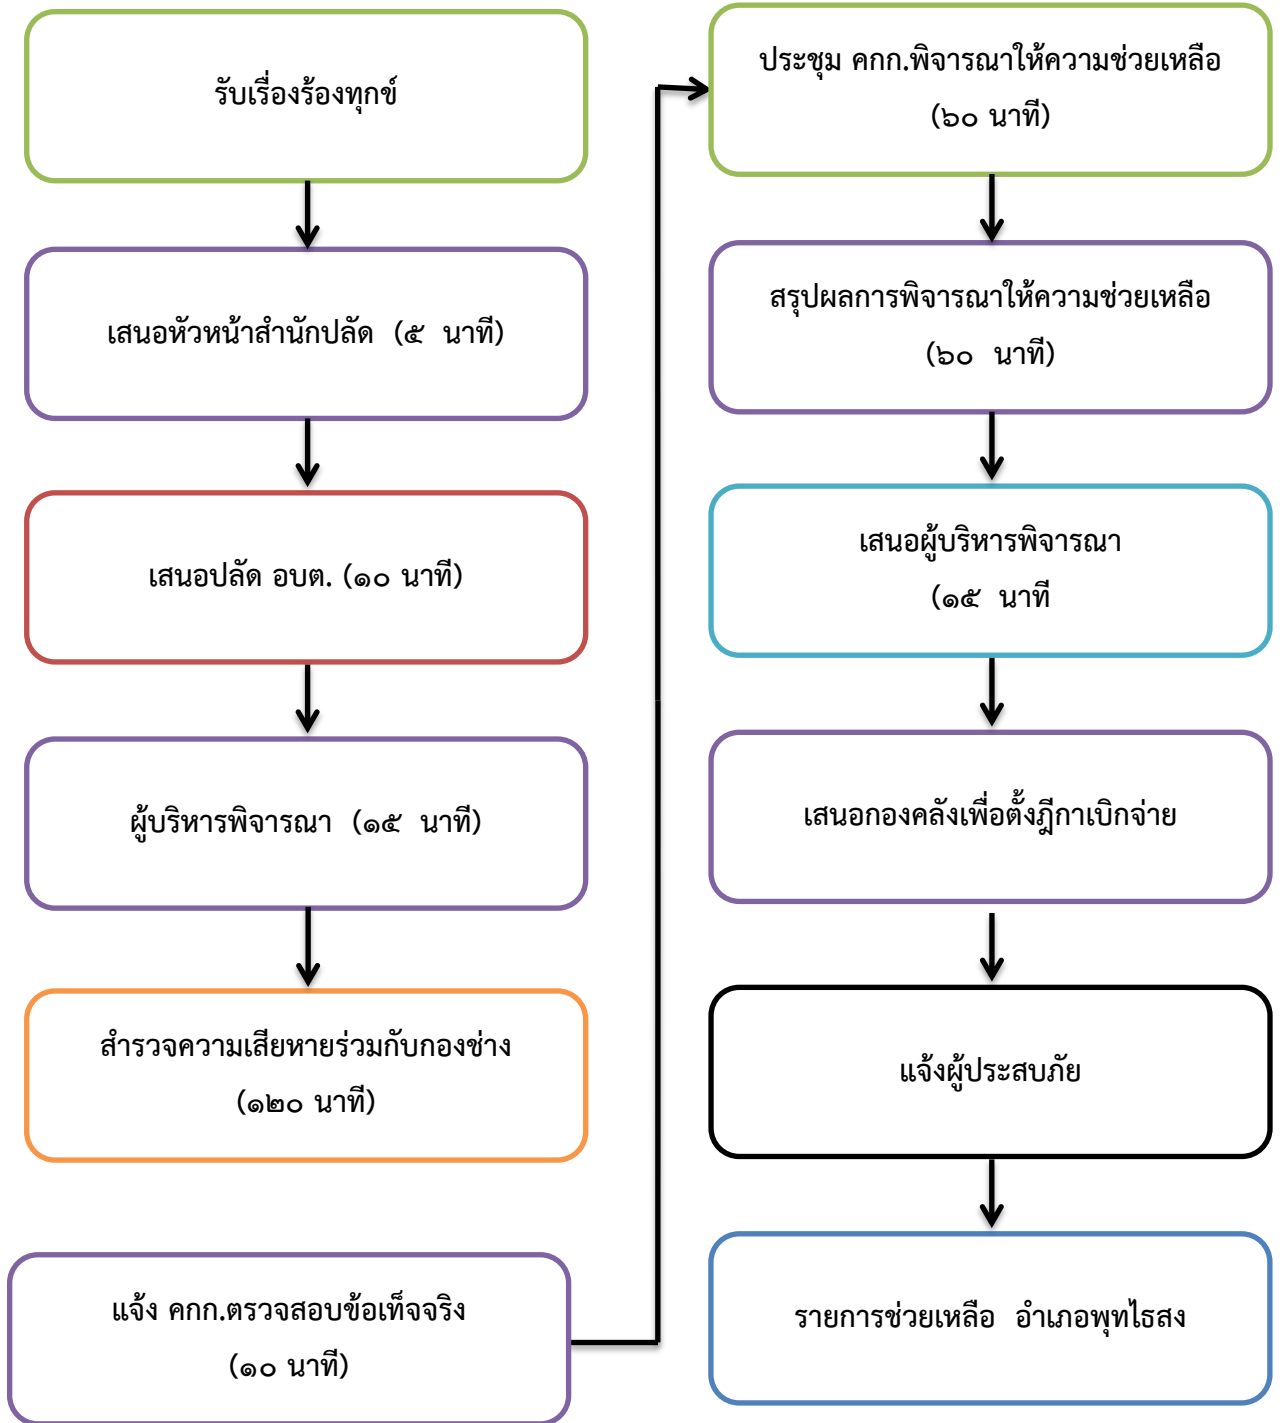 รับเรื่องร้องทุกข์
เสนอหัวหน้าสำนักปลัด (๕ นาที)
เสนอปลัด อบต. (๑๐ นาที)
ผู้บริหารพิจารณา (๑๕ นาที)
สำรวจความเสียหายร่วมกับกองช่าง
(๑๒๐ นาที)
แจ้ง คกก.ตรวจสอบข้อเท็จจริง
(๑๐ นาที)
ประชุม คกก.พิจารณาให้ความช่วยเหลือ
(๖๐ นาที)
สรุปผลการพิจารณาให้ความช่วยเหลือ
(๖๐ นาที)
เสนอผู้บริหารพิจารณา
(๑๕ นาที
เสนอกองคลังเพื่อตั้งฎีกาเบิกจ่าย
แจ้งผู้ประสบภัย
รายการช่วยเหลือ อำเภอพุทไธสง